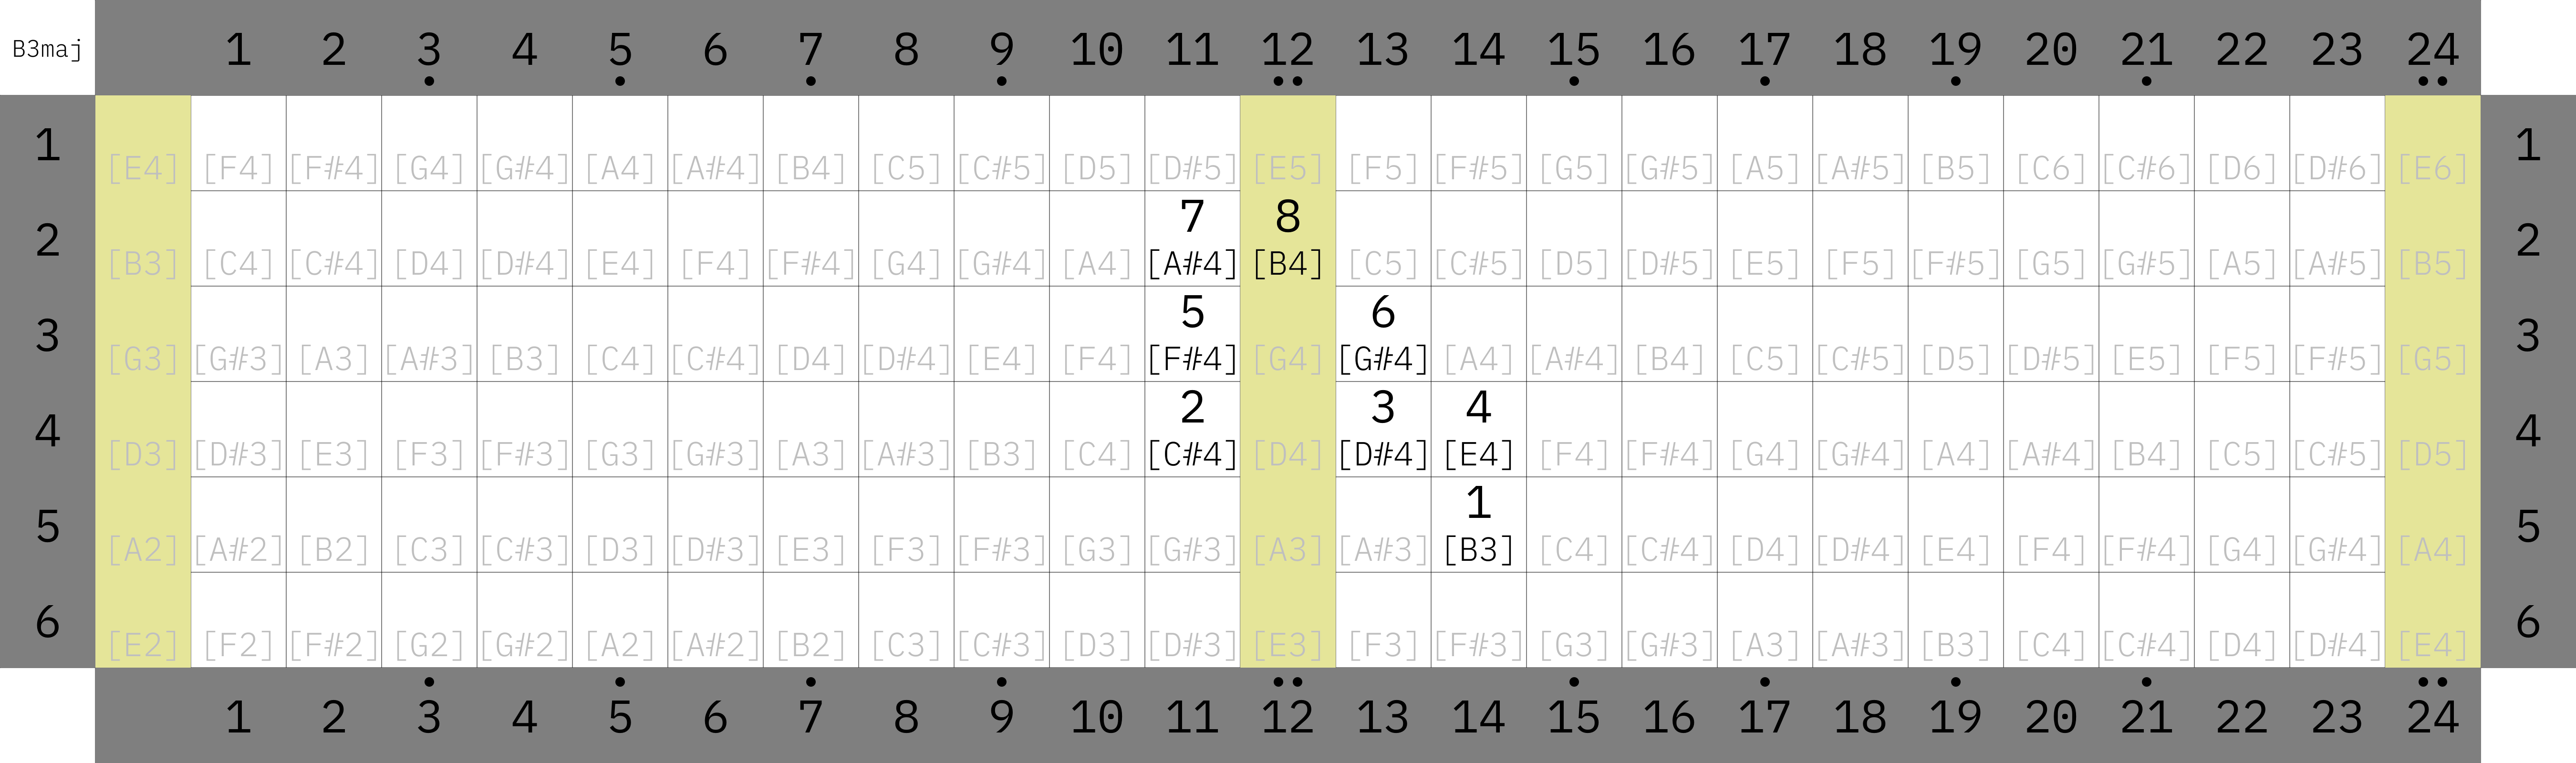 B3maj 1 2 3 4 5 6 7 8 9 10 11 12 13 14 15 16 17 18 19 20 21 22 23 24
1 [E4] [F4] [F#4] [G4] [G#4] [A4] [A#4] [B4] [C5] [C#5] [D5] [D#5] [E5] [F5] [F#5] [G5] [G#5] [A5] [A#5] [B5] [C6] [C#6] [D6] [D#6] [E6] 1
7 8
2 [B3] [C4] [C#4] [D4] [D#4] [E4] [F4] [F#4] [G4] [G#4] [A4] [A#4] [B4] [C5] [C#5] [D5] [D#5] [E5] [F5] [F#5] [G5] [G#5] [A5] [A#5] [B5] 2
5 6
3 [G3] [G#3] [A3] [A#3] [B3] [C4] [C#4] [D4] [D#4] [E4] [F4] [F#4] [G4] [G#4] [A4] [A#4] [B4] [C5] [C#5] [D5] [D#5] [E5] [F5] [F#5] [G5] 3
2 3 4
4 [D3] [D#3] [E3] [F3] [F#3] [G3] [G#3] [A3] [A#3] [B3] [C4] [C#4] [D4] [D#4] [E4] [F4] [F#4] [G4] [G#4] [A4] [A#4] [B4] [C5] [C#5] [D5] 4
1
5 [A2] [A#2] [B2] [C3] [C#3] [D3] [D#3] [E3] [F3] [F#3] [G3] [G#3] [A3] [A#3] [B3] [C4] [C#4] [D4] [D#4] [E4] [F4] [F#4] [G4] [G#4] [A4] 5
6 [E2] [F2] [F#2] [G2] [G#2] [A2] [A#2] [B2] [C3] [C#3] [D3] [D#3] [E3] [F3] [F#3] [G3] [G#3] [A3] [A#3] [B3] [C4] [C#4] [D4] [D#4] [E4] 6
1 2 3 4 5 6 7 8 9 10 11 12 13 14 15 16 17 18 19 20 21 22 23 24